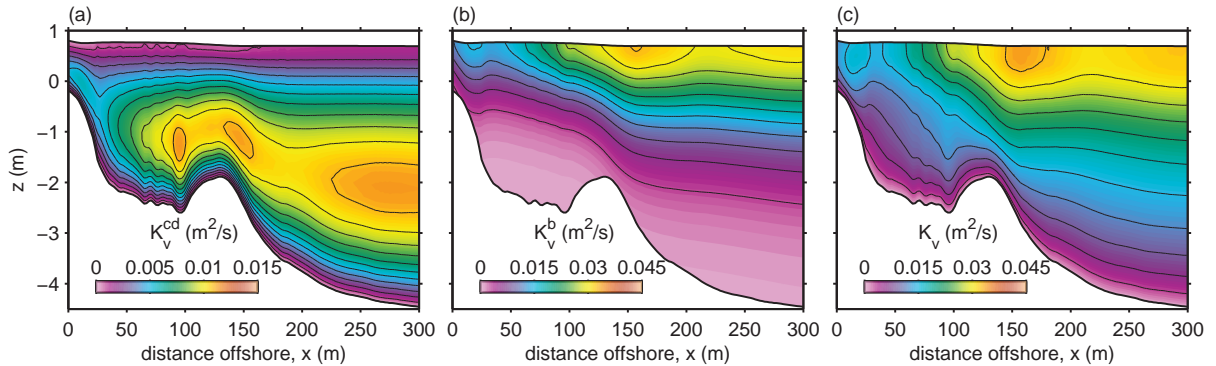 (a)
(b)
(c)
1
0
−1
−2
−3
−4
z (m)
K_v^{cd} (m²/s)
0 0.005 0.01 0.015
K_v^b (m²/s)
0 0.015 0.03 0.045
K_v (m²/s)
0 0.015 0.03 0.045
0 50 100 150 200 250 300
0 50 100 150 200 250 300
0 50 100 150 200 250 300
distance offshore, x (m)
distance offshore, x (m)
distance offshore, x (m)